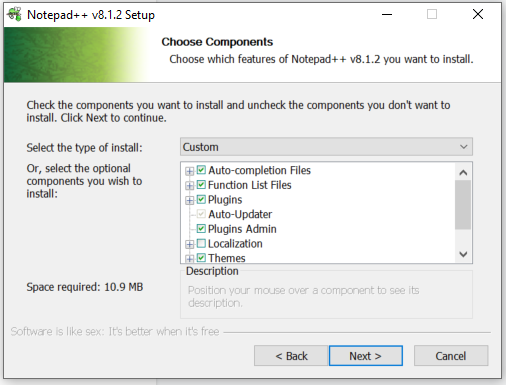 Notepad++ v8.1.2 Setup
Choose Components
Choose which features of Notepad++ v8.1.2 you want to install.
Check the components you want to install and uncheck the components you don't want to
install. Click Next to continue.
Select the type of install:
Custom
Or, select the optional
components you wish to
install:
Auto-completion Files
Function List Files
Plugins
Auto-Updater
Plugins Admin
Localization
Themes
Space required: 10.9 MB
Description
Position your mouse over a component to see its
description.
Software is like sex: It's better when it's free
< Back
Next >
Cancel